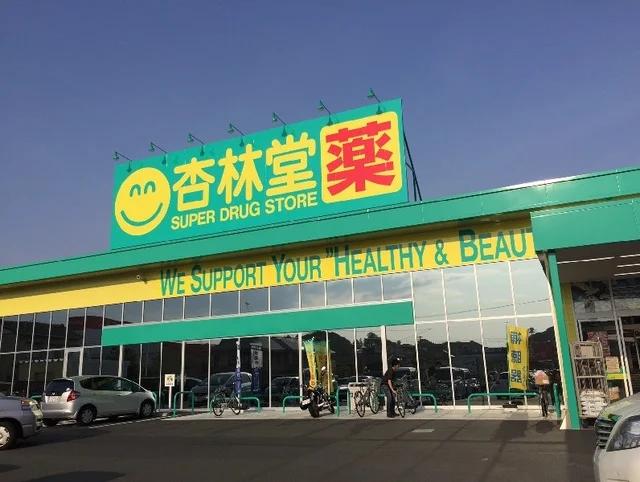 杏林堂
薬
SUPER DRUG STORE
WE SUPPORT YOUR "HEALTHY & BEAU